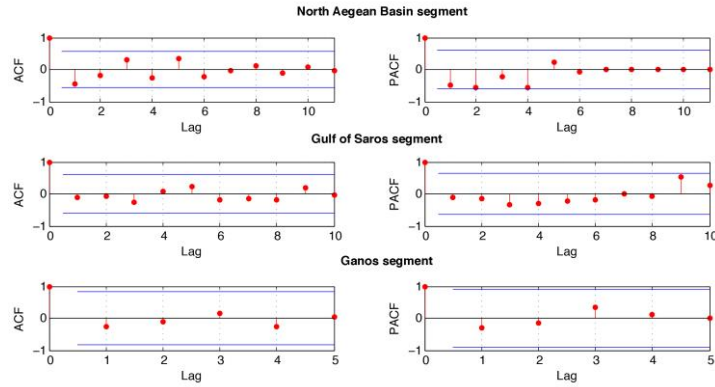 North Aegean Basin segment
ACF
1
0
−1
0 2 4 6 8 10
Lag
PACF
1
0
−1
0 2 4 6 8 10
Lag
Gulf of Saros segment
ACF
1
0
−1
0 2 4 6 8 10
Lag
PACF
1
0
−1
0 2 4 6 8 10
Lag
Ganos segment
ACF
1
0
−1
0 1 2 3 4 5
Lag
PACF
1
0
−1
0 1 2 3 4 5
Lag